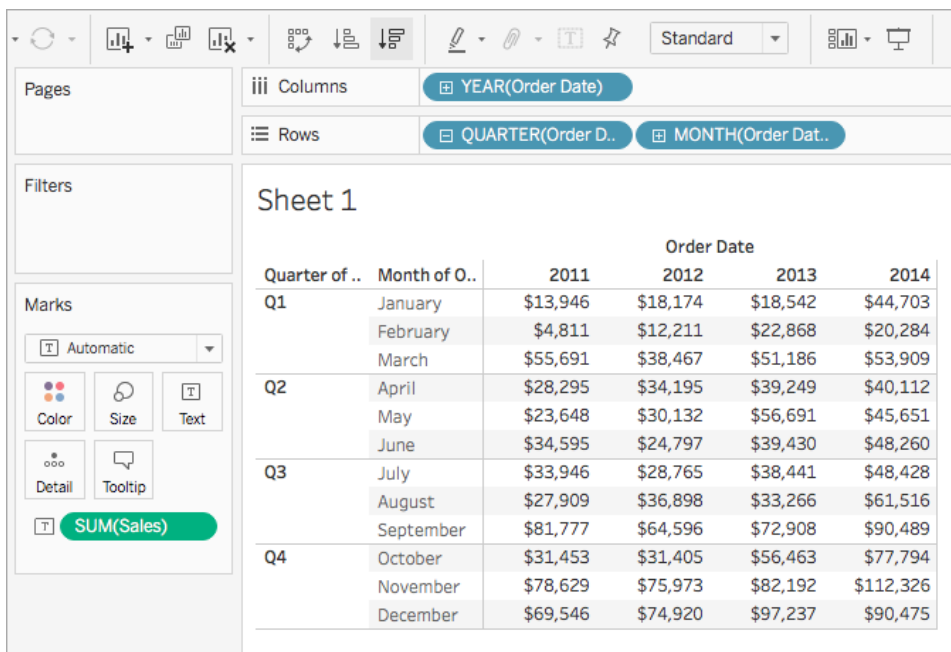 Standard
Pages
iii Columns
YEAR(Order Date)
Rows
QUARTER(Order D..
MONTH(Order Dat..
Filters
Sheet 1
Order Date
Quarter of .. Month of O.. 2011 2012 2013 2014
Q1 January $13,946 $18,174 $18,542 $44,703
February $4,811 $12,211 $22,868 $20,284
March $55,691 $38,467 $51,186 $53,909
Q2 April $28,295 $34,195 $39,249 $40,112
May $23,648 $30,132 $56,691 $45,651
June $34,595 $24,797 $39,430 $48,260
Q3 July $33,946 $28,765 $38,441 $48,428
August $27,909 $36,898 $33,266 $61,516
September $81,777 $64,596 $72,908 $90,489
Q4 October $31,453 $31,405 $56,463 $77,794
November $78,629 $75,973 $82,192 $112,326
December $69,546 $74,920 $97,237 $90,475
Marks
T Automatic
Color Size Text
Detail Tooltip
T SUM(Sales)